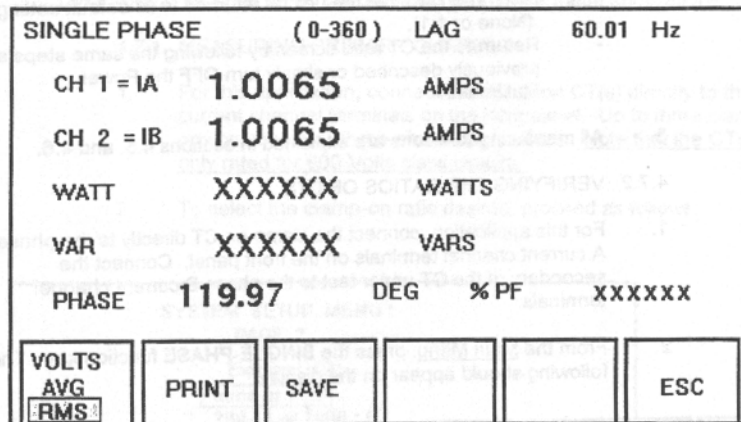 SINGLE PHASE (0-360) LAG 60.01 Hz
CH 1 = IA 1.0065 AMPS
CH 2 = IB 1.0065 AMPS
WATT XXXXXX WATTS
VAR XXXXXX VARS
PHASE 119.97 DEG % PF XXXXXX
VOLTS
AVG
RMS
PRINT
SAVE
ESC